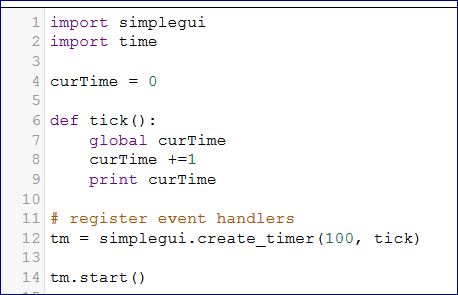 1 import simplegui
2 import time
3
4 curTime = 0
5
6 def tick():
7     global curTime
8     curTime +=1
9     print curTime
10
11 # register event handlers
12 tm = simplegui.create_timer(100, tick)
13
14 tm.start()